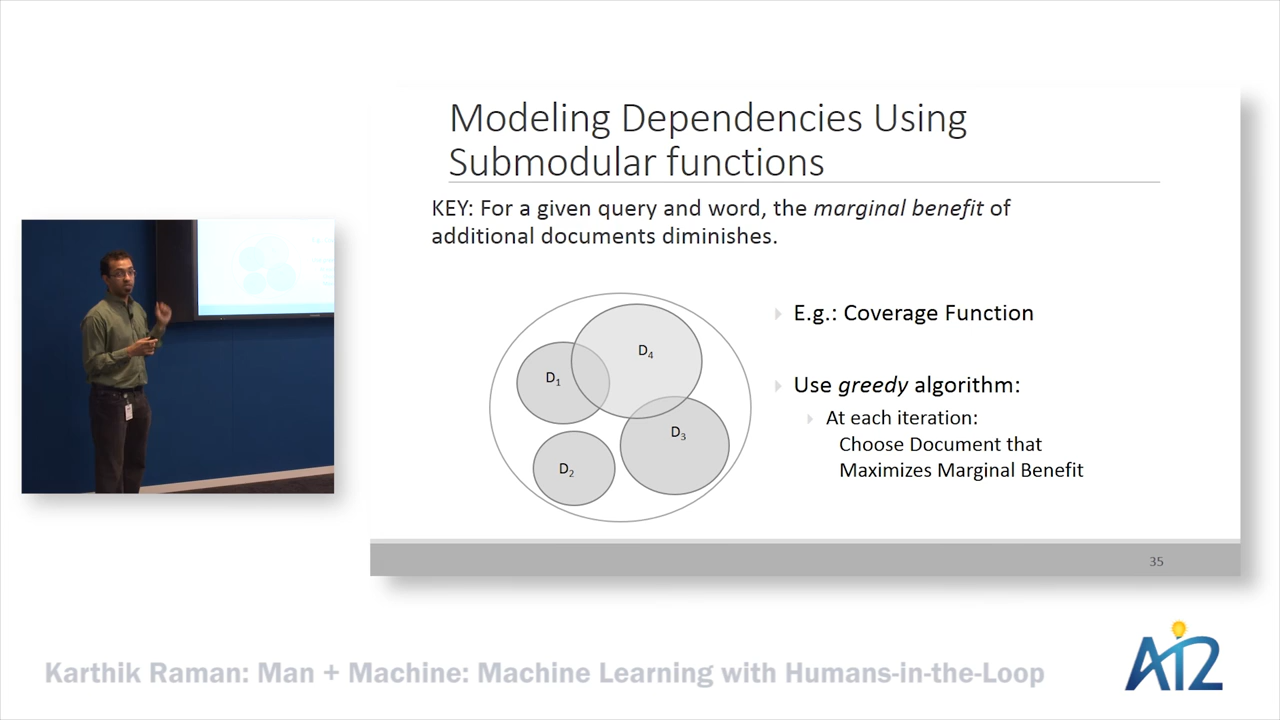 Modeling Dependencies Using
Submodular functions
KEY: For a given query and word, the marginal benefit of
additional documents diminishes.
D4
D1
D3
D2
E.g.: Coverage Function
Use greedy algorithm:
At each iteration:
Choose Document that
Maximizes Marginal Benefit
35
Karthik Raman: Man + Machine: Machine Learning with Humans-in-the-Loop
AI2